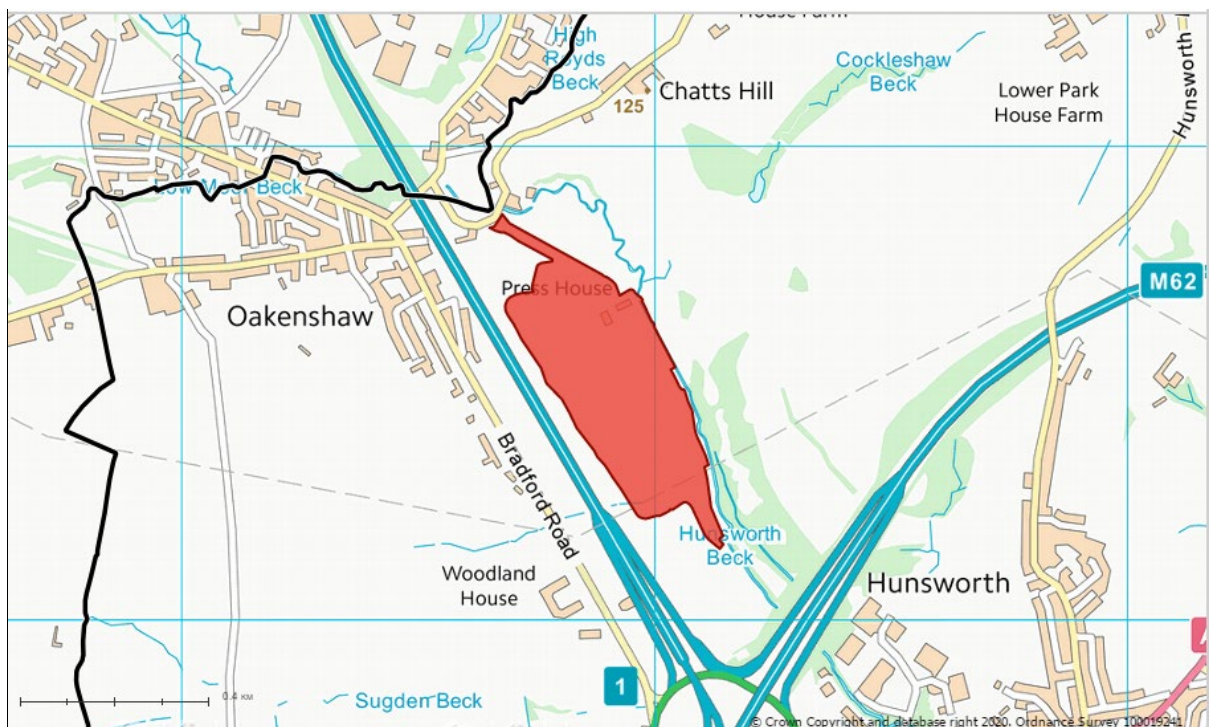 House Farm
High
Royds
Beck
Cockleshaw
Beck
Chatts Hill
125
Lower Park
House Farm
Hunsworth
Low Moor Beck
M62
Press House
Oakenshaw
Bradford Road
Hunsworth
Beck
Woodland
House
Hunsworth
1
A
Sugden Beck
0.4 км
© Crown Copyright and database right 2020. Ordnance Survey 100019241